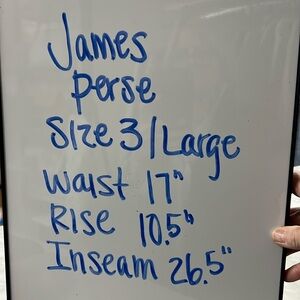 James
perse
Size 3/Large
Waist 17"
Rise 10.5"
Inseam 26.5"